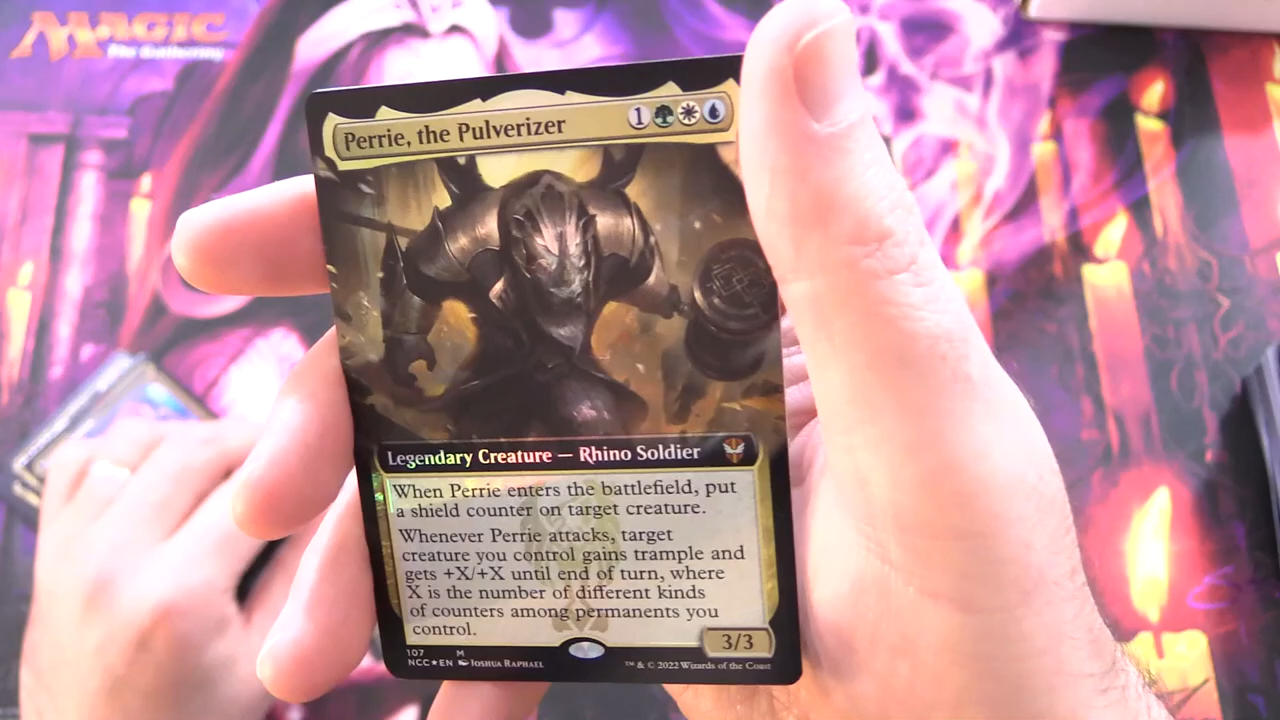 MAGIC
The Gathering
Perrie, the Pulverizer 1
Legendary Creature — Rhino Soldier
When Perrie enters the battlefield, put
a shield counter on target creature.
Whenever Perrie attacks, target
creature you control gains trample and
gets +X/+X until end of turn, where
X is the number of different kinds
of counters among permanents you
control.
3/3
107 M
NCC★EN Joshua Raphael
™ & © 2022 Wizards of the Coast